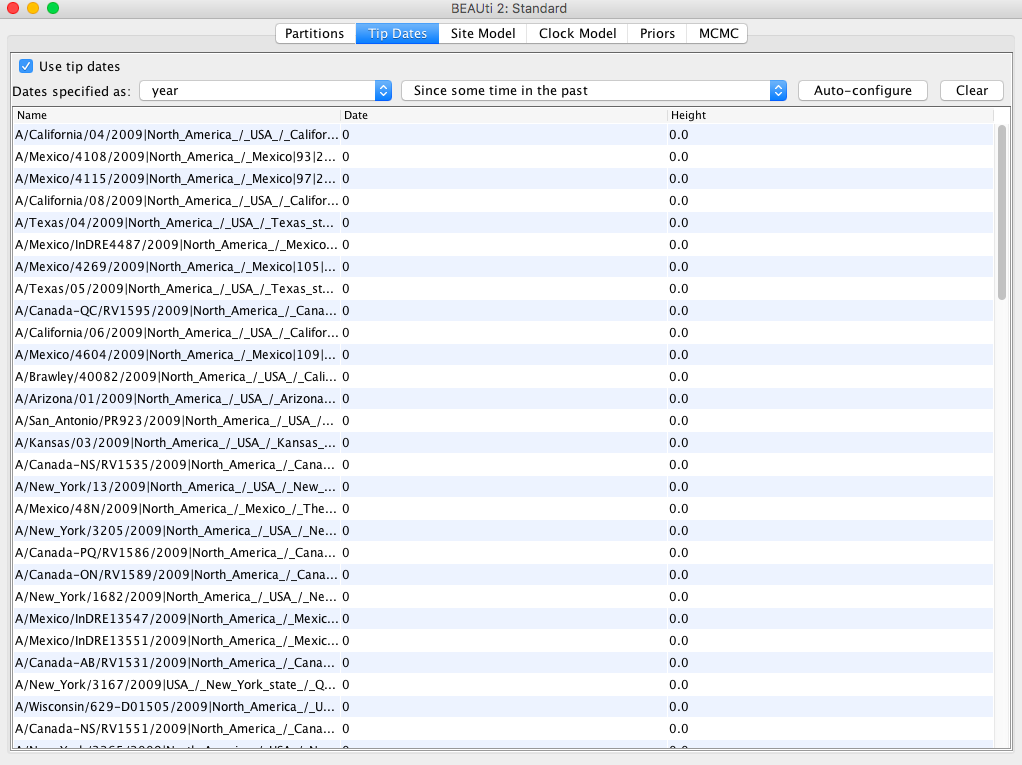 BEAUti 2: Standard
Partitions Tip Dates Site Model Clock Model Priors MCMC
Use tip dates
Dates specified as: year Since some time in the past Auto-configure Clear
Name Date Height
A/California/04/2009|North_America_/_USA_/_Califor... 0 0.0
A/Mexico/4108/2009|North_America_/_Mexico|93|2... 0 0.0
A/Mexico/4115/2009|North_America_/_Mexico|97|2... 0 0.0
A/California/08/2009|North_America_/_USA_/_Califor... 0 0.0
A/Texas/04/2009|North_America_/_USA_/_Texas_st... 0 0.0
A/Mexico/InDRE4487/2009|North_America_/_Mexico... 0 0.0
A/Mexico/4269/2009|North_America_/_Mexico|105|... 0 0.0
A/Texas/05/2009|North_America_/_USA_/_Texas_st... 0 0.0
A/Canada-QC/RV1595/2009|North_America_/_Cana... 0 0.0
A/California/06/2009|North_America_/_USA_/_Califor... 0 0.0
A/Mexico/4604/2009|North_America_/_Mexico|109|... 0 0.0
A/Brawley/40082/2009|North_America_/_USA_/_Cali... 0 0.0
A/Arizona/01/2009|North_America_/_USA_/_Arizona... 0 0.0
A/San_Antonio/PR923/2009|North_America_/_USA_/... 0 0.0
A/Kansas/03/2009|North_America_/_USA_/_Kansas_... 0 0.0
A/Canada-NS/RV1535/2009|North_America_/_Cana... 0 0.0
A/New_York/13/2009|North_America_/_USA_/_New_... 0 0.0
A/Mexico/48N/2009|North_America_/_Mexico_/_The... 0 0.0
A/New_York/3205/2009|North_America_/_USA_/_Ne... 0 0.0
A/Canada-PQ/RV1586/2009|North_America_/_Cana... 0 0.0
A/Canada-ON/RV1589/2009|North_America_/_Cana... 0 0.0
A/New_York/1682/2009|North_America_/_USA_/_Ne... 0 0.0
A/Mexico/InDRE13547/2009|North_America_/_Mexic... 0 0.0
A/Mexico/InDRE13551/2009|North_America_/_Mexic... 0 0.0
A/Canada-AB/RV1531/2009|North_America_/_Cana... 0 0.0
A/New_York/3167/2009|USA_/_New_York_state_/_Q... 0 0.0
A/Wisconsin/629-D01505/2009|North_America_/_U... 0 0.0
A/Canada-NS/RV1551/2009|North_America_/_Cana... 0 0.0